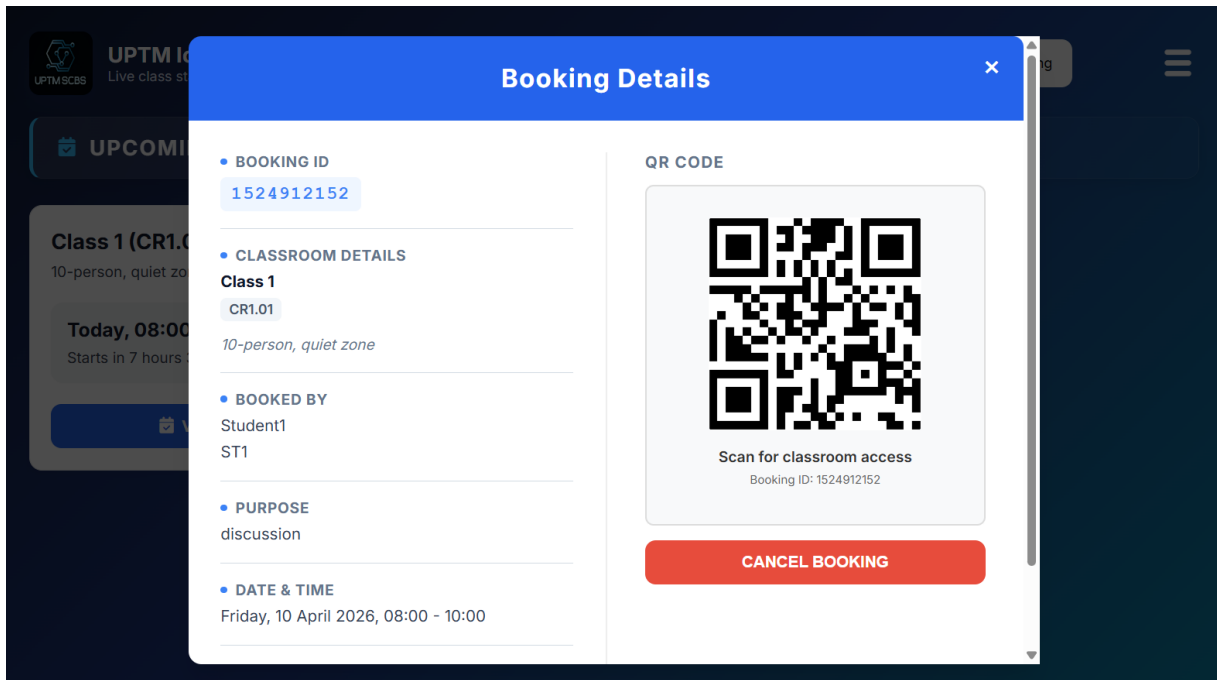 UPTM SCBS
UPTM
Live class
UPCOMI
Class 1 (CR1.0
10-person, quiet zo
Today, 08:00
Starts in 7 hours
Booking Details
×
BOOKING ID
1524912152
CLASSROOM DETAILS
Class 1
CR1.01
10-person, quiet zone
BOOKED BY
Student1
ST1
PURPOSE
discussion
DATE & TIME
Friday, 10 April 2026, 08:00 - 10:00
QR CODE
Scan for classroom access
Booking ID: 1524912152
CANCEL BOOKING